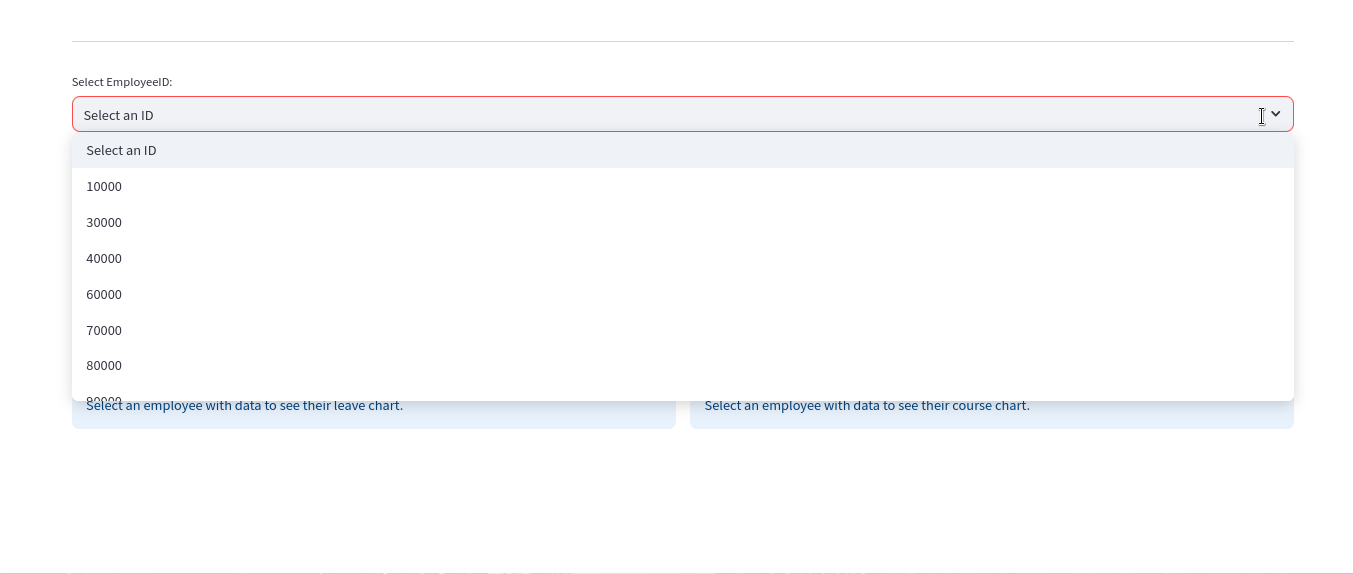 Select EmployeeID:
Select an ID
Select an ID
10000
30000
40000
60000
70000
80000
Select an employee with data to see their leave chart.
Select an employee with data to see their course chart.